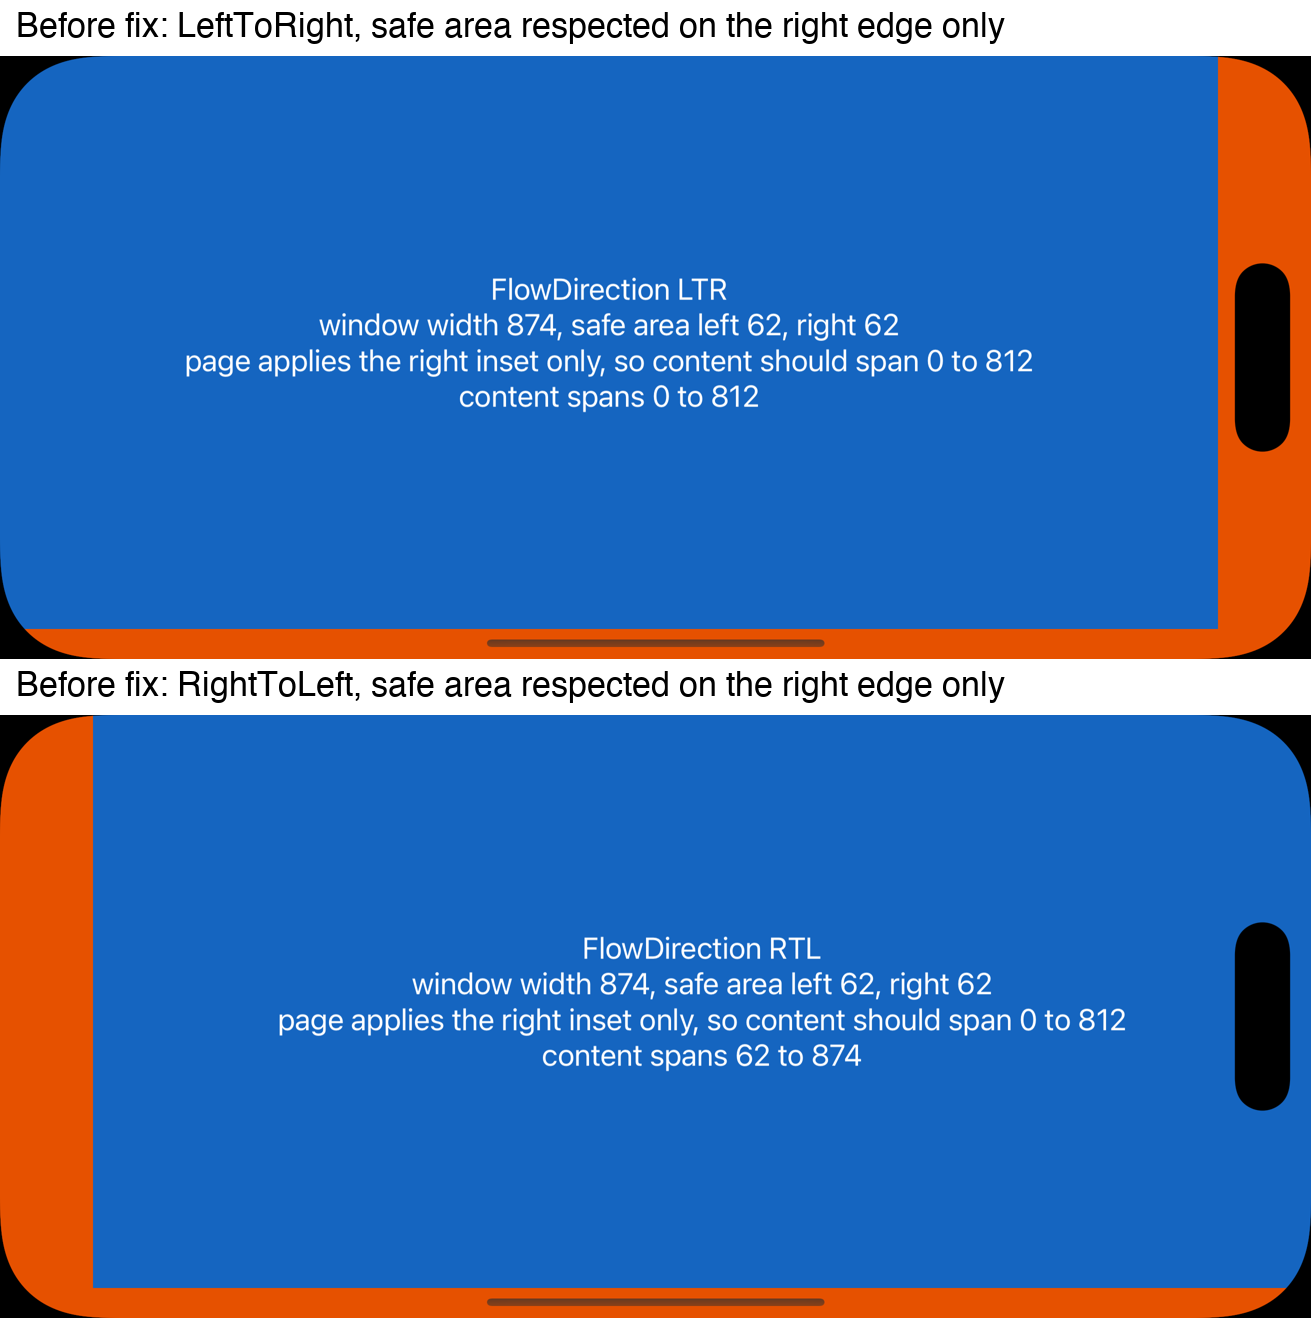 Before fix: LeftToRight, safe area respected on the right edge only
FlowDirection LTR
window width 874, safe area left 62, right 62
page applies the right inset only, so content should span 0 to 812
content spans 0 to 812
Before fix: RightToLeft, safe area respected on the right edge only
FlowDirection RTL
window width 874, safe area left 62, right 62
page applies the right inset only, so content should span 0 to 812
content spans 62 to 874